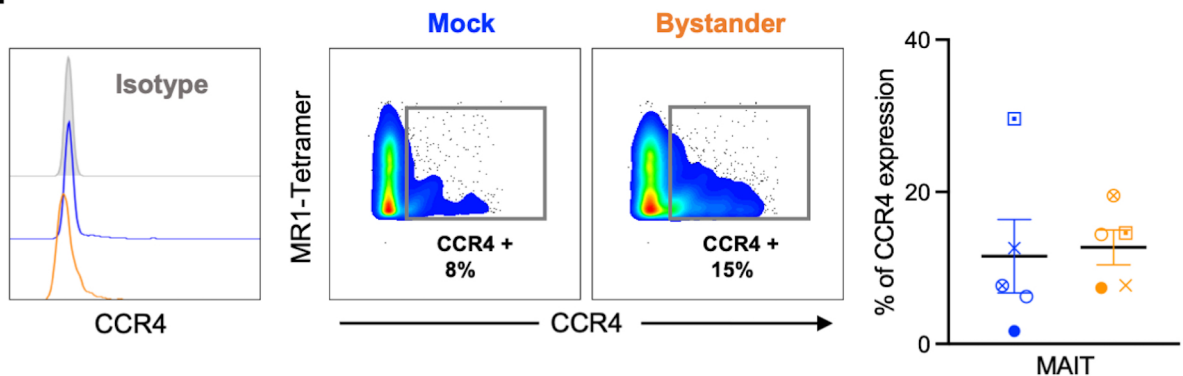 Isotype
CCR4
Mock
Bystander
MR1-Tetramer
CCR4 +
8%
CCR4 +
15%
CCR4
% of CCR4 expression
40
20
0
MAIT